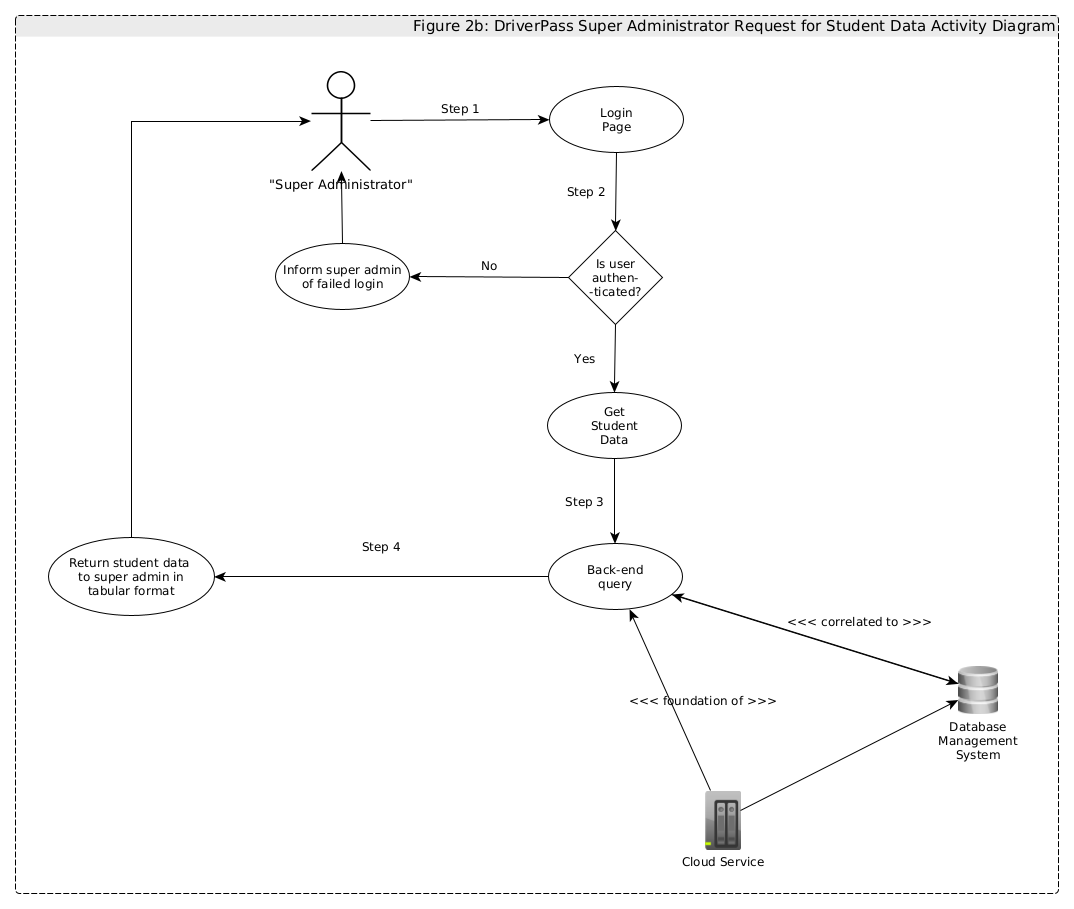 Figure 2b: DriverPass Super Administrator Request for Student Data Activity Diagram
Step 1
Login
Page
"Super Administrator"
Step 2
Is user
authen-
-ticated?
No
Inform super admin
of failed login
Yes
Get
Student
Data
Step 3
Back-end
query
Step 4
Return student data
to super admin in
tabular format
<<< correlated to >>>
<<< foundation of >>>
Database
Management
System
Cloud Service